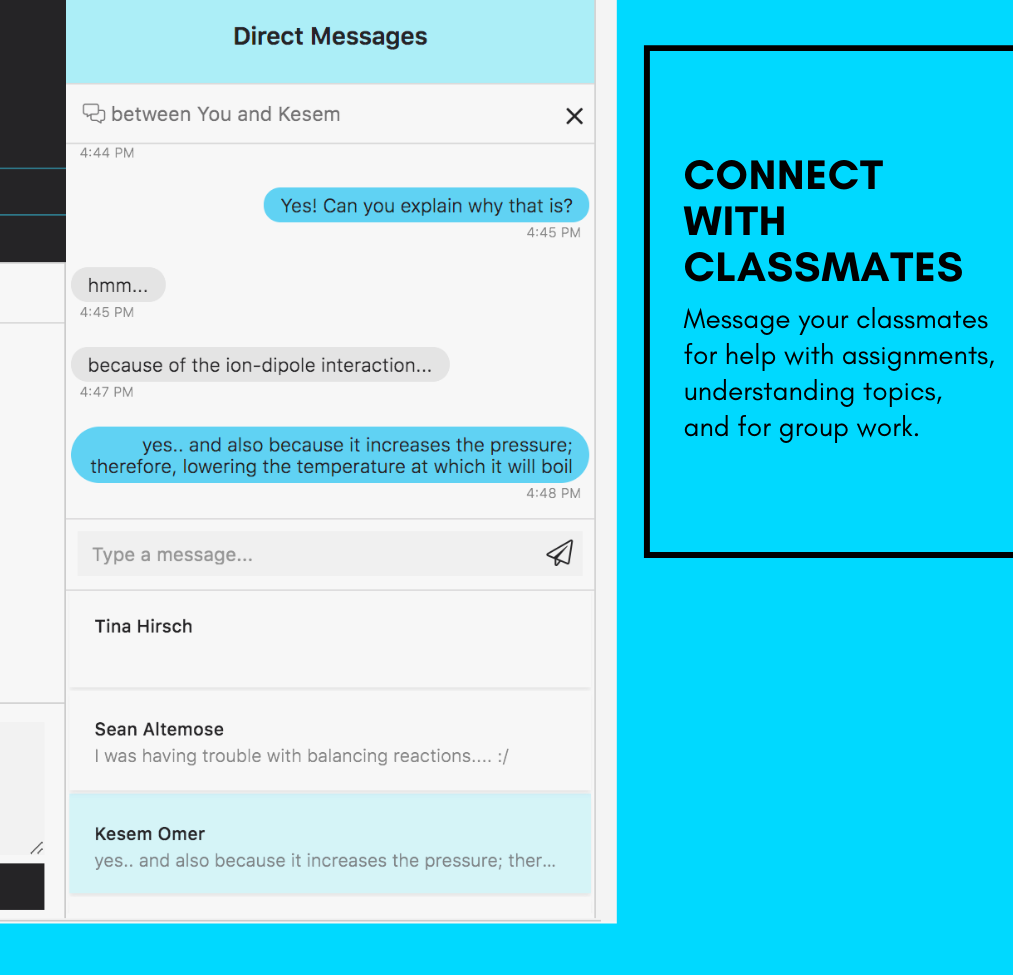 Direct Messages
between You and Kesem
4:44 PM
Yes! Can you explain why that is?
4:45 PM
hmm...
4:45 PM
because of the ion-dipole interaction...
4:47 PM
yes.. and also because it increases the pressure;
therefore, lowering the temperature at which it will boil
4:48 PM
Type a message...
Tina Hirsch
Sean Altemose
I was having trouble with balancing reactions.... :/
Kesem Omer
yes.. and also because it increases the pressure; ther...
CONNECT
WITH
CLASSMATES
Message your classmates
for help with assignments,
understanding topics,
and for group work.